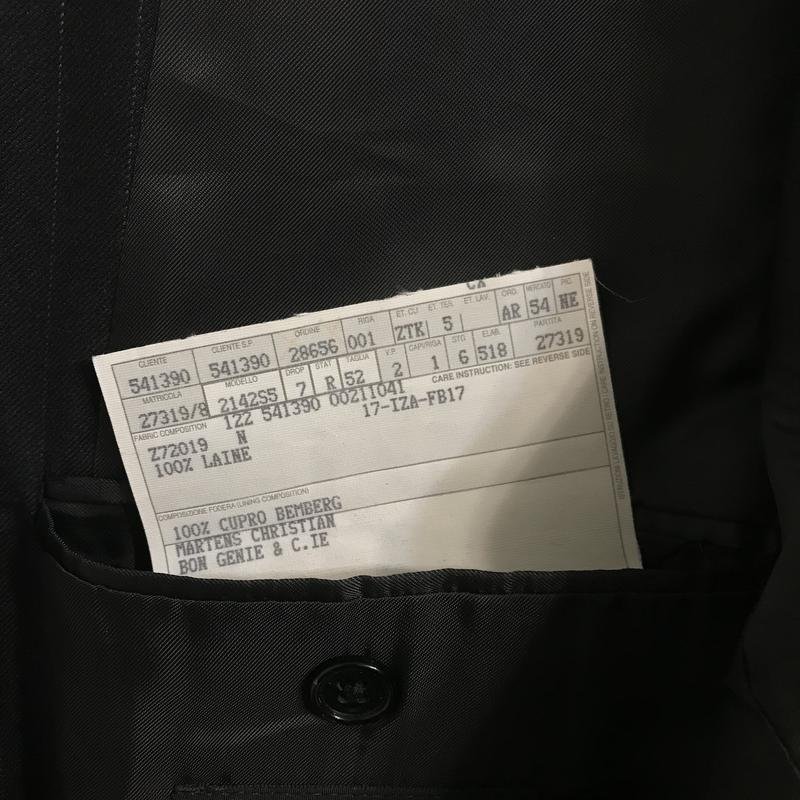 CX
CLIENTE CLIENTE S.P. ORDINE RIGA ET. CU ET. TER. ET. LAV. ORD. MERCATO PIC.
541390 541390 28656 001 ZTK 5 AR 54 NE
MATRICOLA MODELLO DROP STAT TAGLIA V.P. CAPI/RIGA STG ELAB. PARTITA
27319/8 2142S5 7 R 52 2 1 6 518 27319
CARE INSTRUCTION: SEE REVERSE SIDE
FABRIC COMPOSITION 122 541390 00211041
Z72019 N 17-IZA-FB17
100% LAINE
COMPOSIZIONE FODERA (LINING COMPOSITION)
100% CUPRO BEMBERG
MARTENS CHRISTIAN
BON GENIE & C.IE